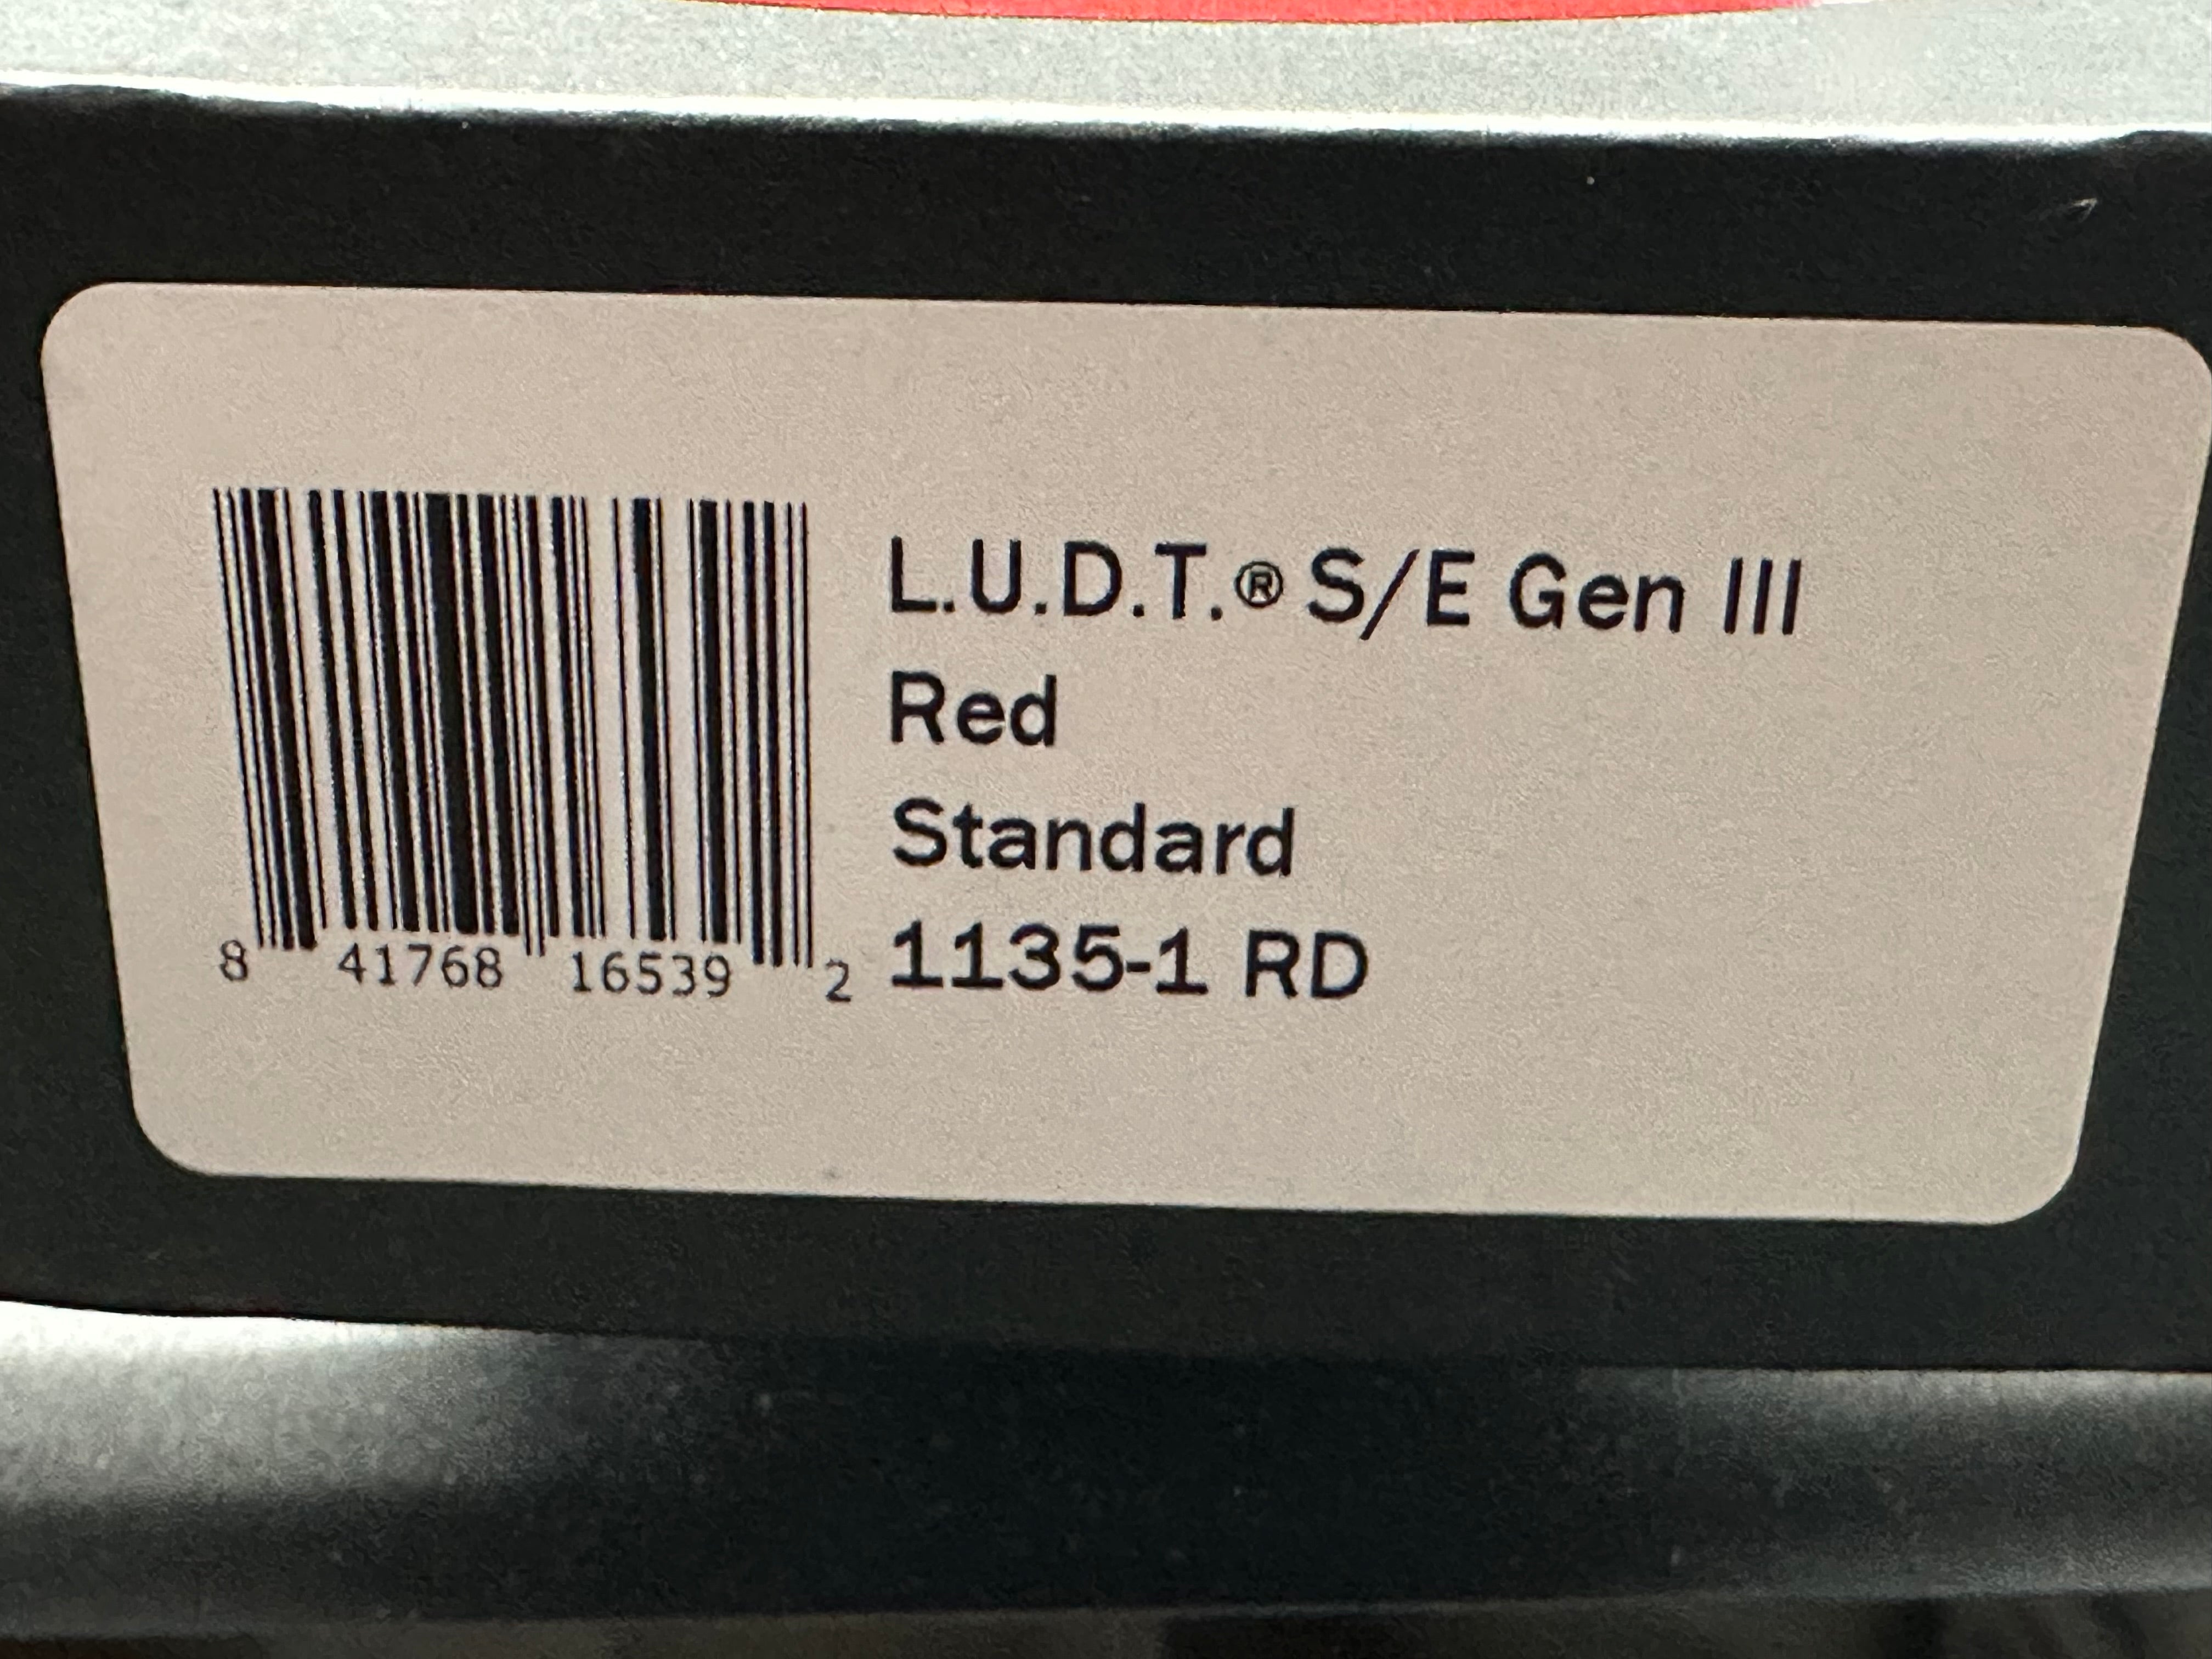 L.U.D.T.® S/E Gen III
Red
Standard
1135-1 RD
8 41768 16539 2